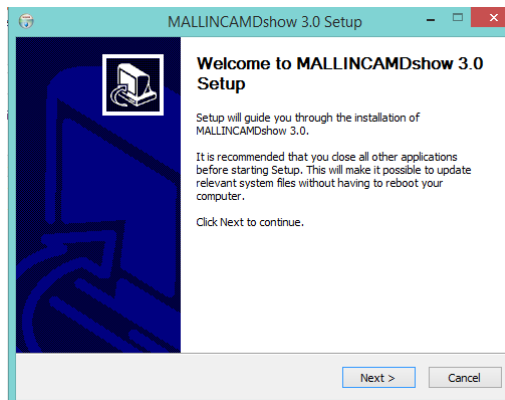 MALLINCAMDshow 3.0 Setup
Welcome to MALLINCAMDshow 3.0
Setup
Setup will guide you through the installation of
MALLINCAMDshow 3.0.
It is recommended that you close all other applications
before starting Setup. This will make it possible to update
relevant system files without having to reboot your
computer.
Click Next to continue.
Next >
Cancel